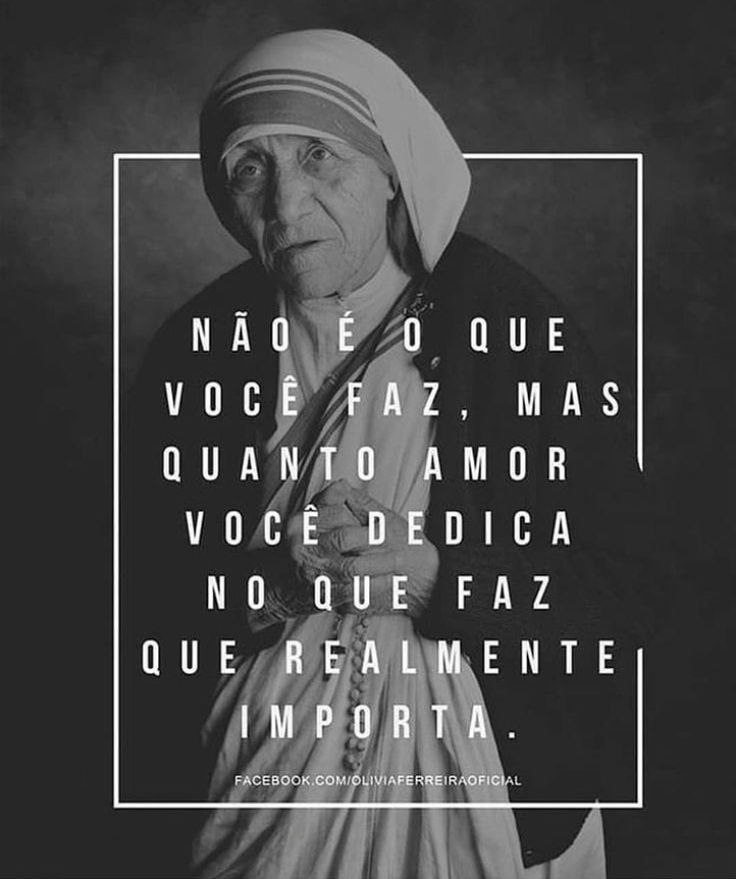 NÃO É O QUE
VOCÊ FAZ, MAS
QUANTO AMOR
VOCÊ DEDICA
NO QUE FAZ
QUE REALMENTE
IMPORTA.
FACEBOOK.COM/OLIVIAFERREIRAOFICIAL